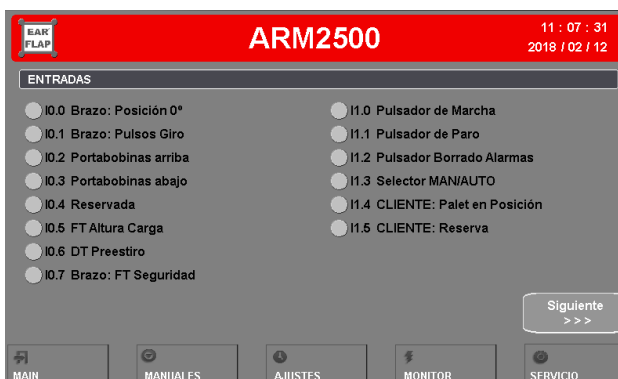 EAR
FLAP
ARM2500
11 : 07 : 31
2018 / 02 / 12
ENTRADAS
I0.0 Brazo: Posición 0º
I0.1 Brazo: Pulsos Giro
I0.2 Portabobinas arriba
I0.3 Portabobinas abajo
I0.4 Reservada
I0.5 FT Altura Carga
I0.6 DT Preestiro
I0.7 Brazo: FT Seguridad
I1.0 Pulsador de Marcha
I1.1 Pulsador de Paro
I1.2 Pulsador Borrado Alarmas
I1.3 Selector MAN/AUTO
I1.4 CLIENTE: Palet en Posición
I1.5 CLIENTE: Reserva
Siguiente
>>>
MAIN
MANUALES
AJUSTES
MONITOR
SERVICIO